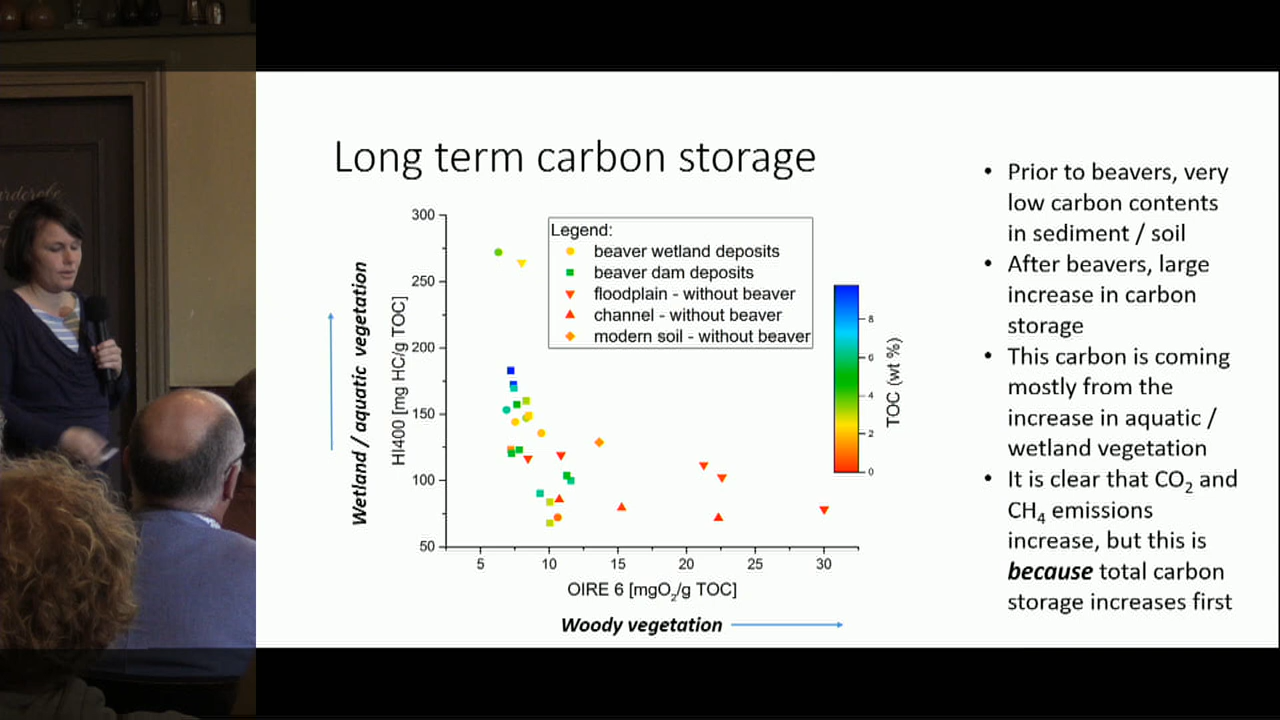 Long term carbon storage
Wetland / aquatic vegetation
HI400 [mg HC/g TOC]
300
250
200
150
100
50
Legend:
beaver wetland deposits
beaver dam deposits
floodplain - without beaver
channel - without beaver
modern soil - without beaver
8
6
4
2
0
TOC (wt %)
5 10 15 20 25 30
OIRE 6 [mgO₂/g TOC]
Woody vegetation
• Prior to beavers, very
low carbon contents
in sediment / soil
• After beavers, large
increase in carbon
storage
• This carbon is coming
mostly from the
increase in aquatic /
wetland vegetation
• It is clear that CO₂ and
CH₄ emissions
increase, but this is
because total carbon
storage increases first